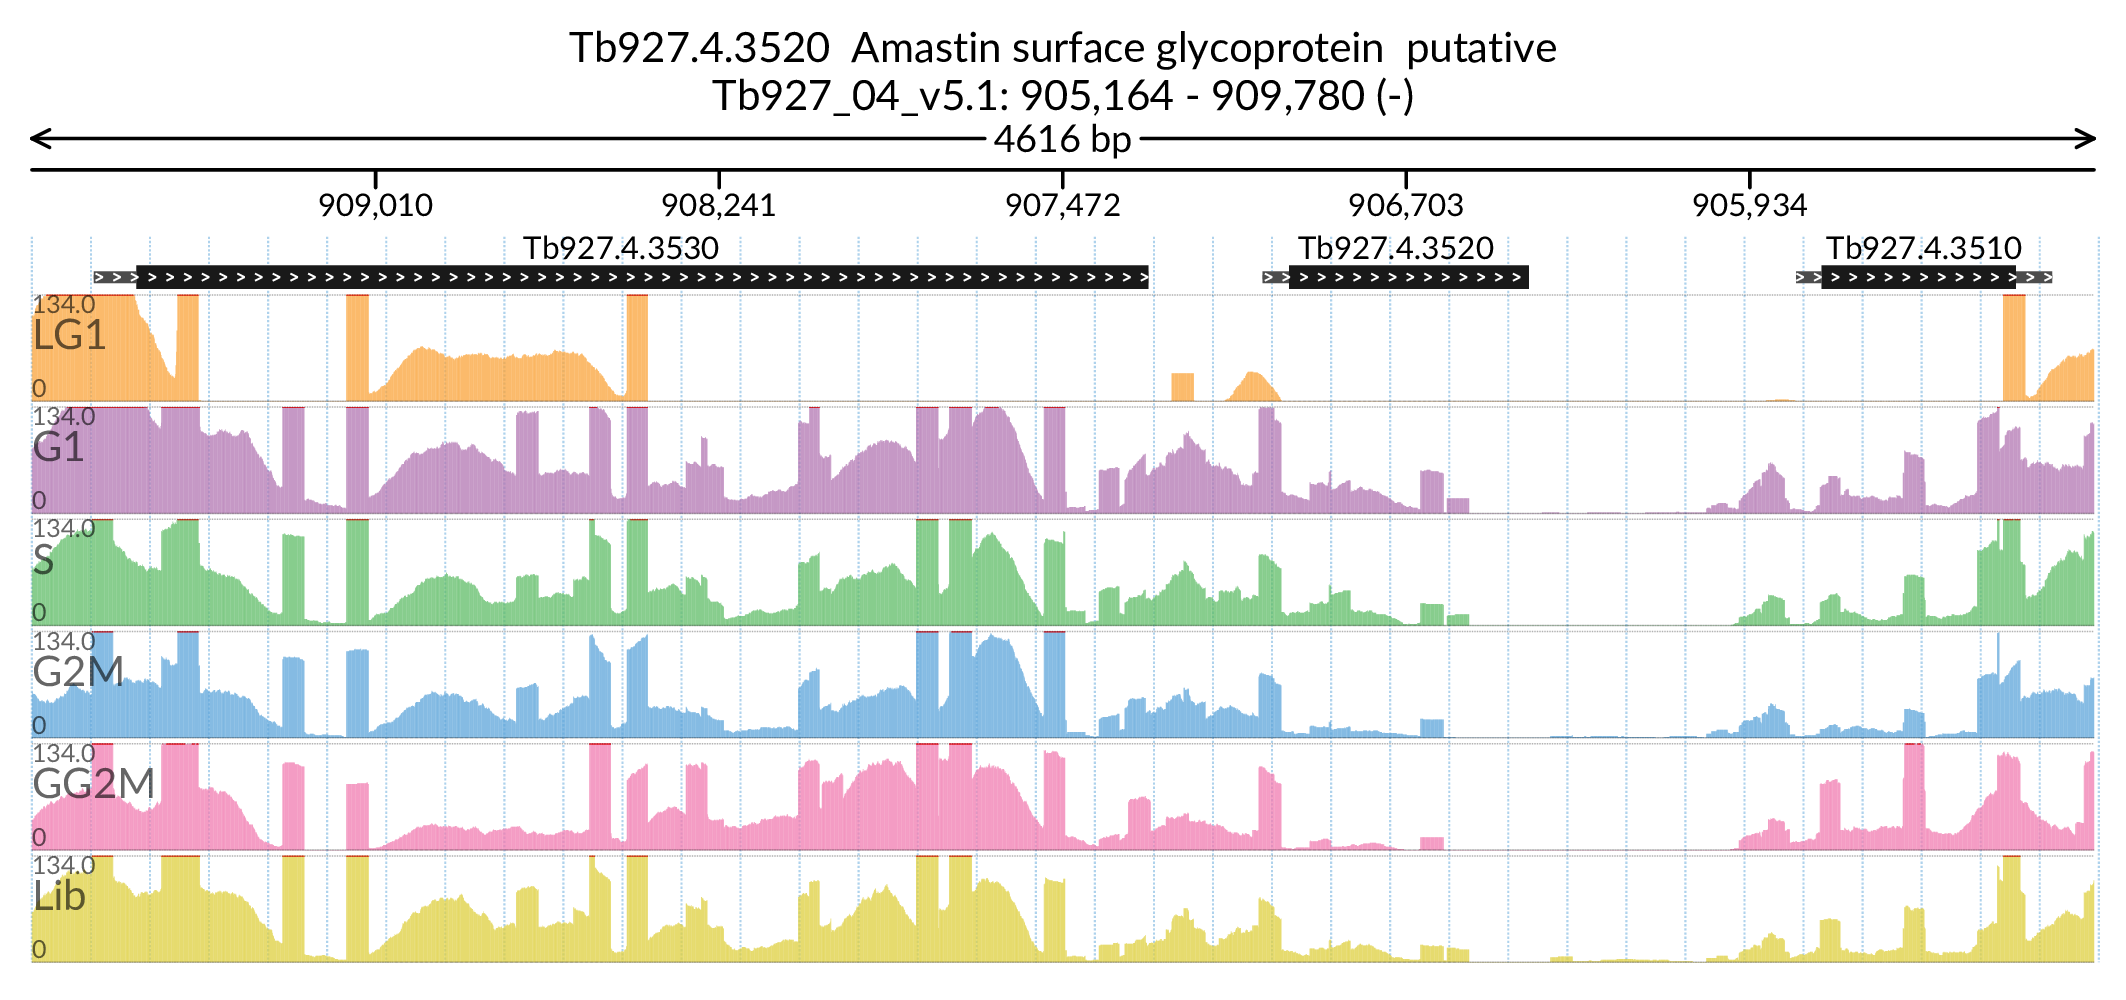 Tb927.4.3520  Amastin surface glycoprotein  putative
Tb927_04_v5.1: 905,164 - 909,780 (-)
4616 bp
909,010 908,241 907,472 906,703 905,934
Tb927.4.3530 Tb927.4.3520 Tb927.4.3510
134.0
LG1
0
134.0
G1
0
134.0
S
0
134.0
G2M
0
134.0
GG2M
0
134.0
Lib
0